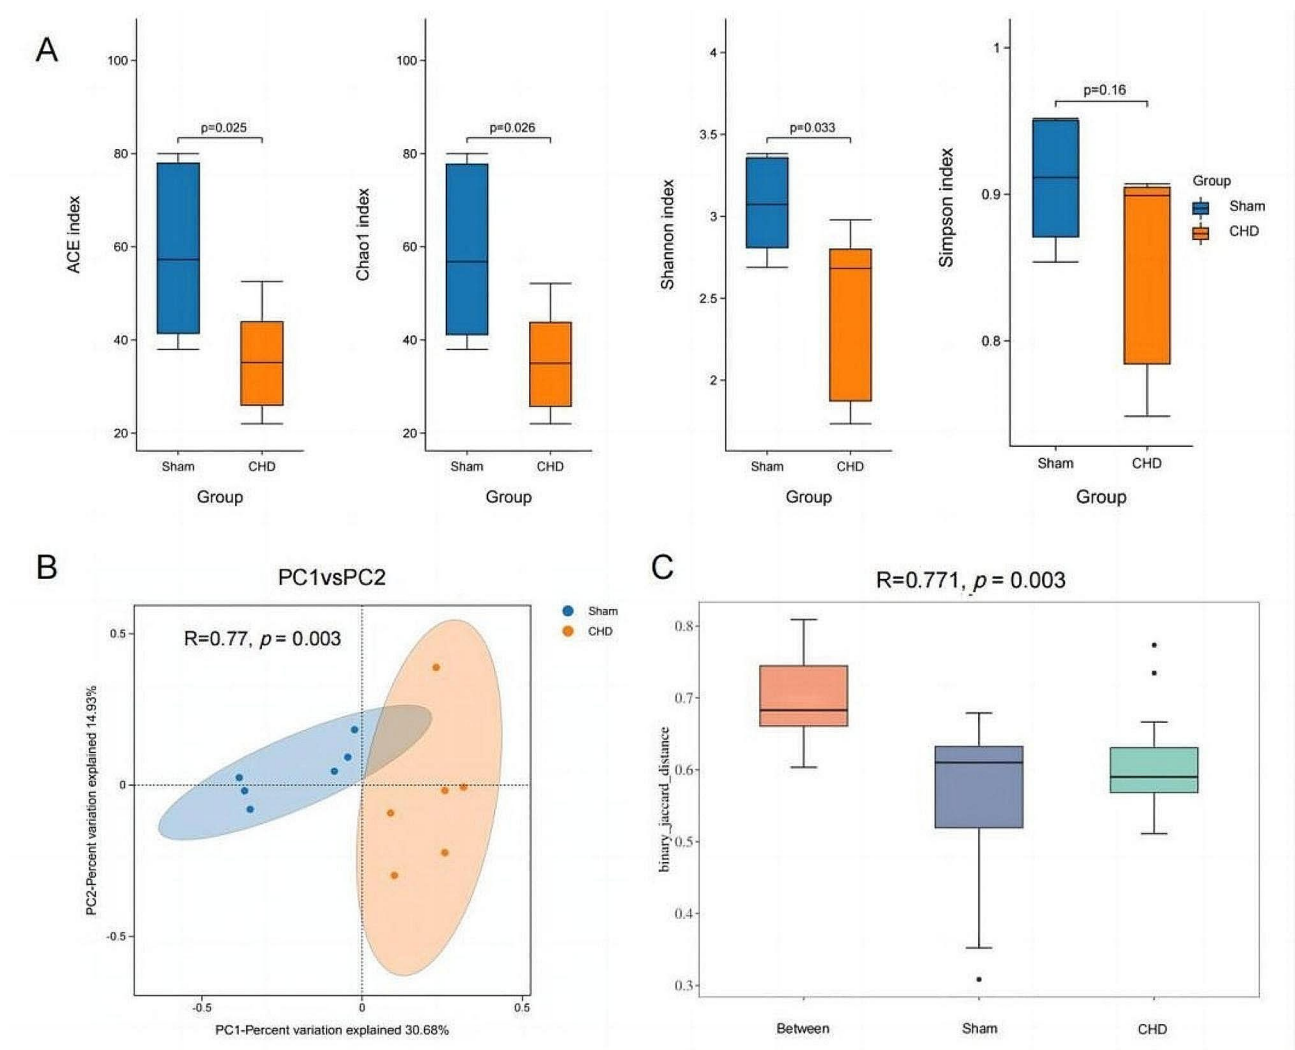 A
ACE index
100
80
60
40
20
p=0.025
Sham
CHD
Group
Chao1 index
100
80
60
40
20
p=0.026
Sham
CHD
Group
Shannon index
4
3.5
3
2.5
2
p=0.033
Sham
CHD
Group
Simpson index
1
0.9
0.8
p=0.16
Sham
CHD
Group
Group
Sham
CHD
B
PC1vsPC2
R=0.77, p = 0.003
Sham
CHD
PC2-Percent variation explained 14.93%
0.5
0
-0.5
-0.5
0
0.5
PC1-Percent variation explained 30.68%
C
R=0.771, p = 0.003
binary_jaccard_distance
0.8
0.7
0.6
0.5
0.4
0.3
Between
Sham
CHD